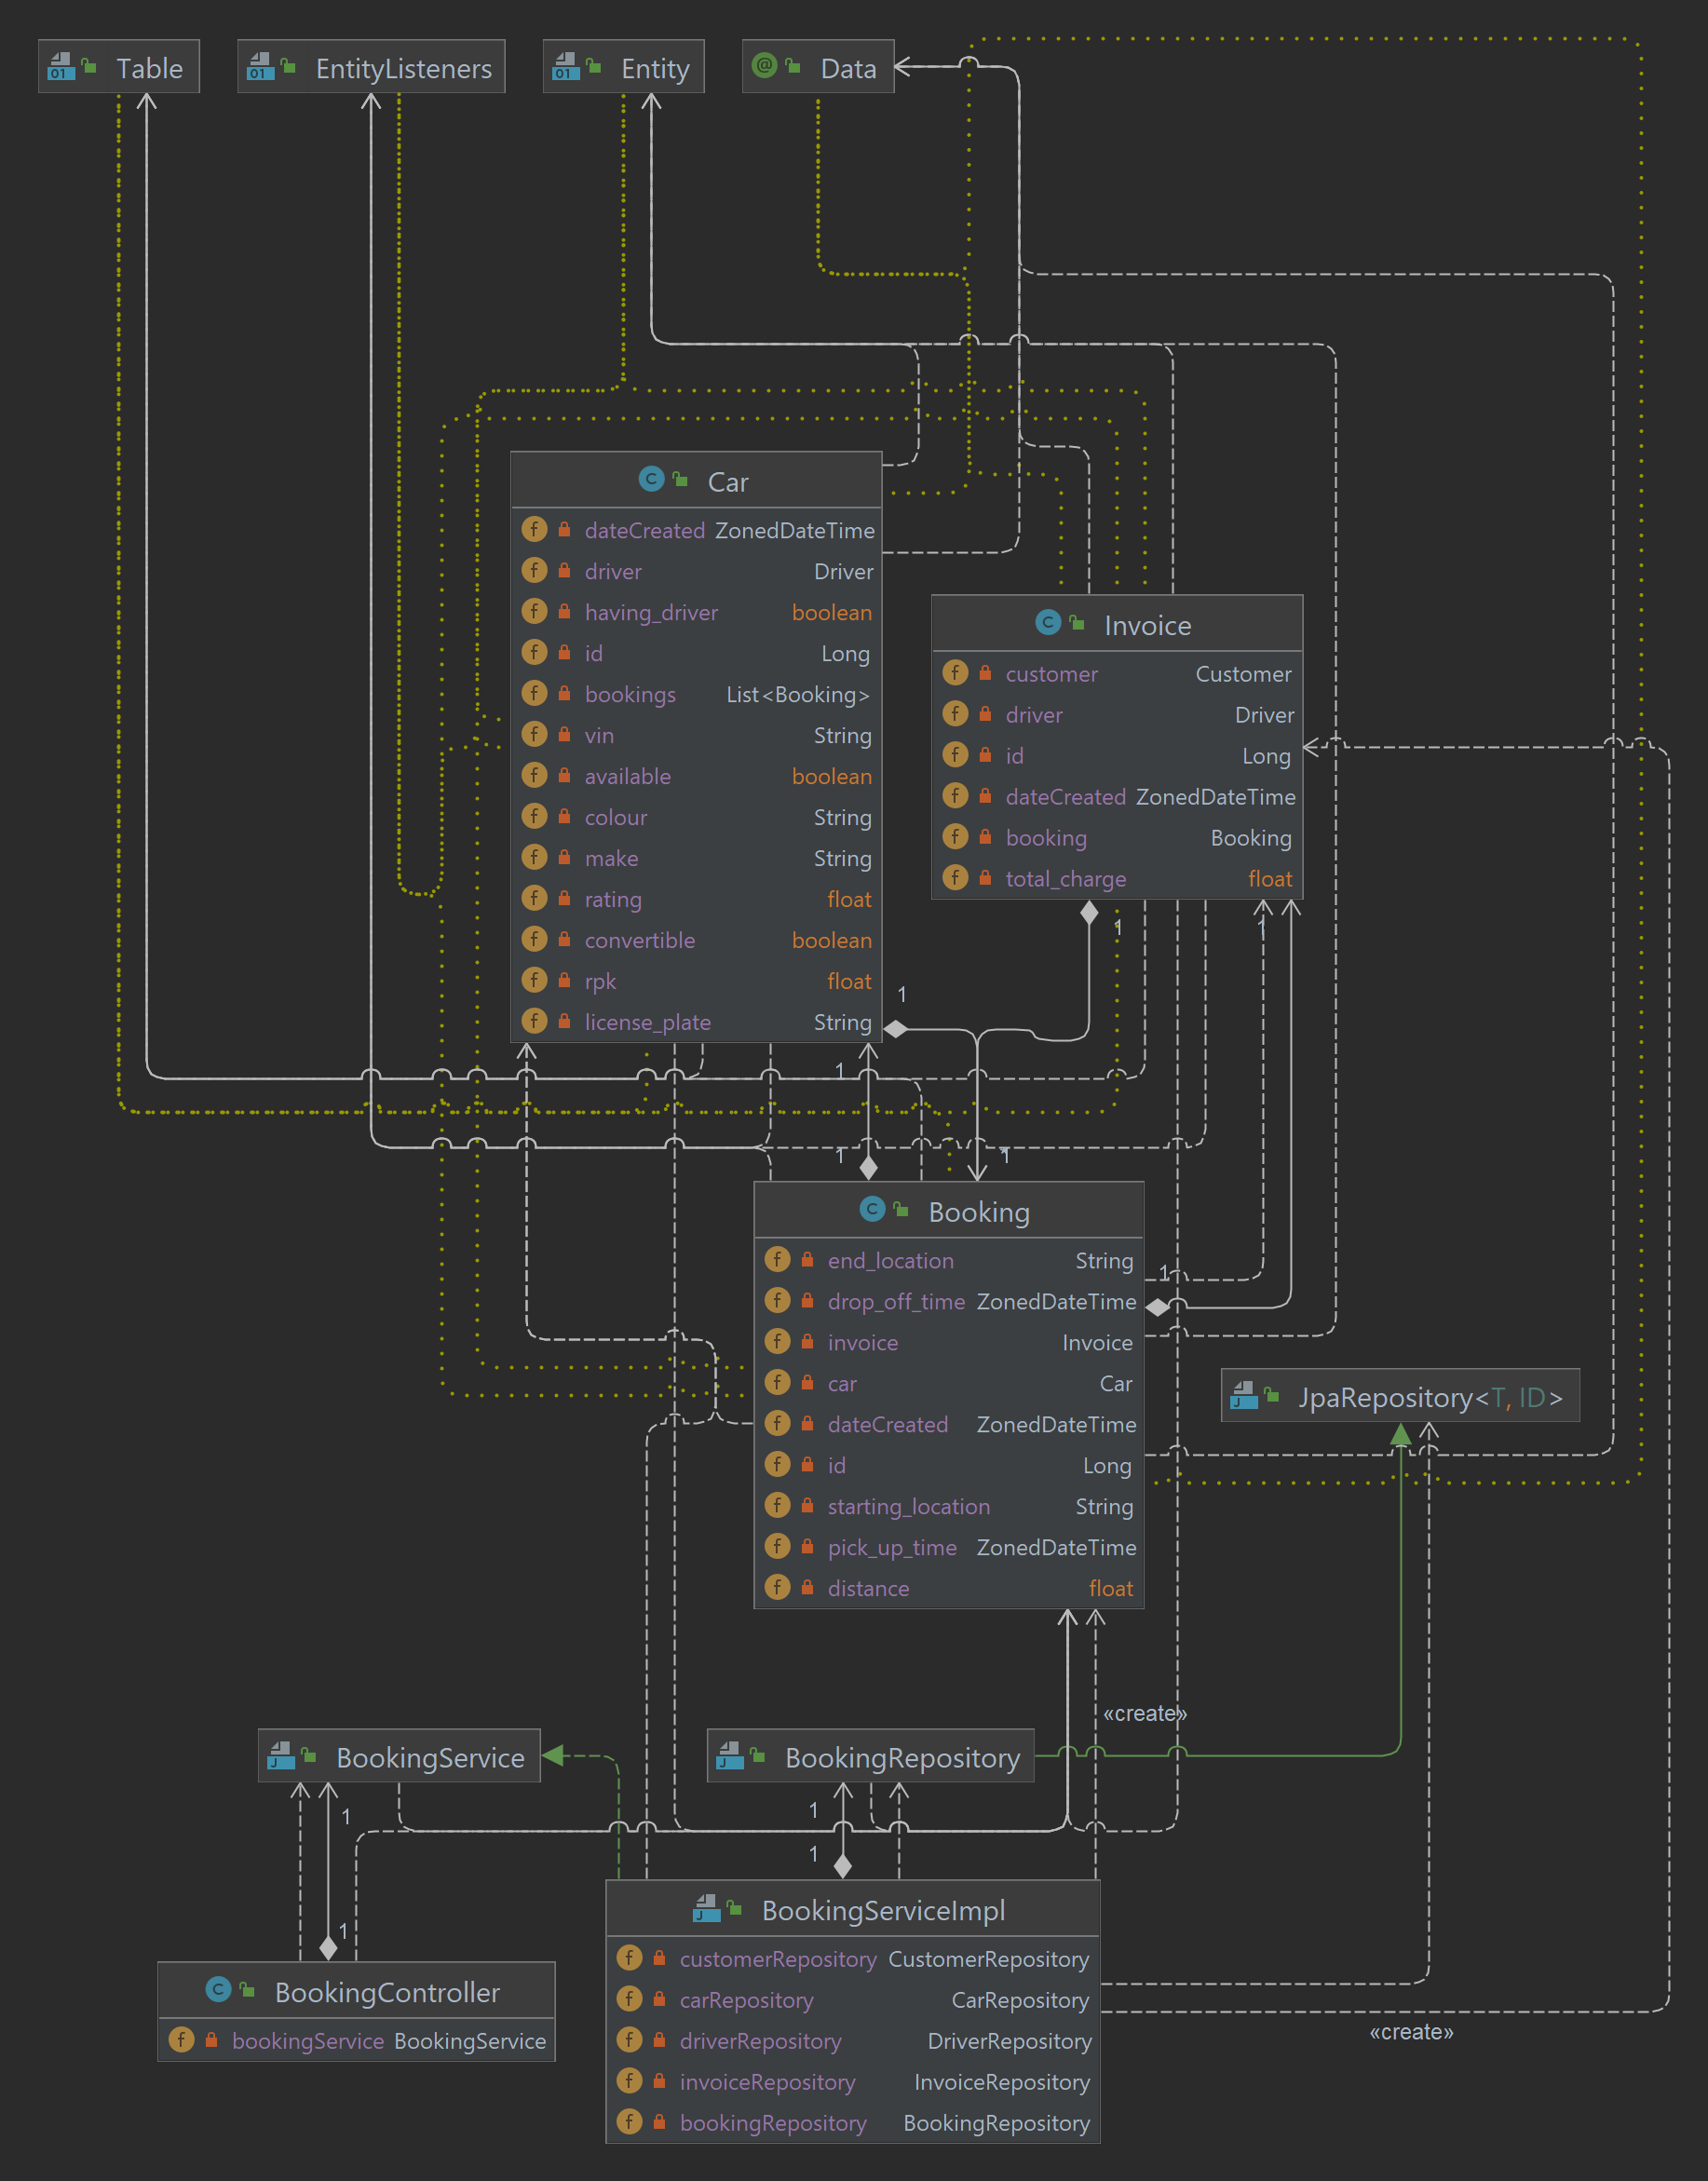 Table
EntityListeners
Entity
Data
Car
dateCreated ZonedDateTime
driver Driver
having_driver boolean
id Long
bookings List<Booking>
vin String
available boolean
colour String
make String
rating float
convertible boolean
rpk float
license_plate String
Invoice
customer Customer
driver Driver
id Long
dateCreated ZonedDateTime
booking Booking
total_charge float
1
1
1
1
1
*
Booking
end_location String
drop_off_time ZonedDateTime
invoice Invoice
car Car
dateCreated ZonedDateTime
id Long
starting_location String
pick_up_time ZonedDateTime
distance float
1
JpaRepository<T, ID>
«create»
BookingService
BookingRepository
1
1
1
1
BookingServiceImpl
customerRepository CustomerRepository
carRepository CarRepository
driverRepository DriverRepository
invoiceRepository InvoiceRepository
bookingRepository BookingRepository
BookingController
bookingService BookingService
«create»